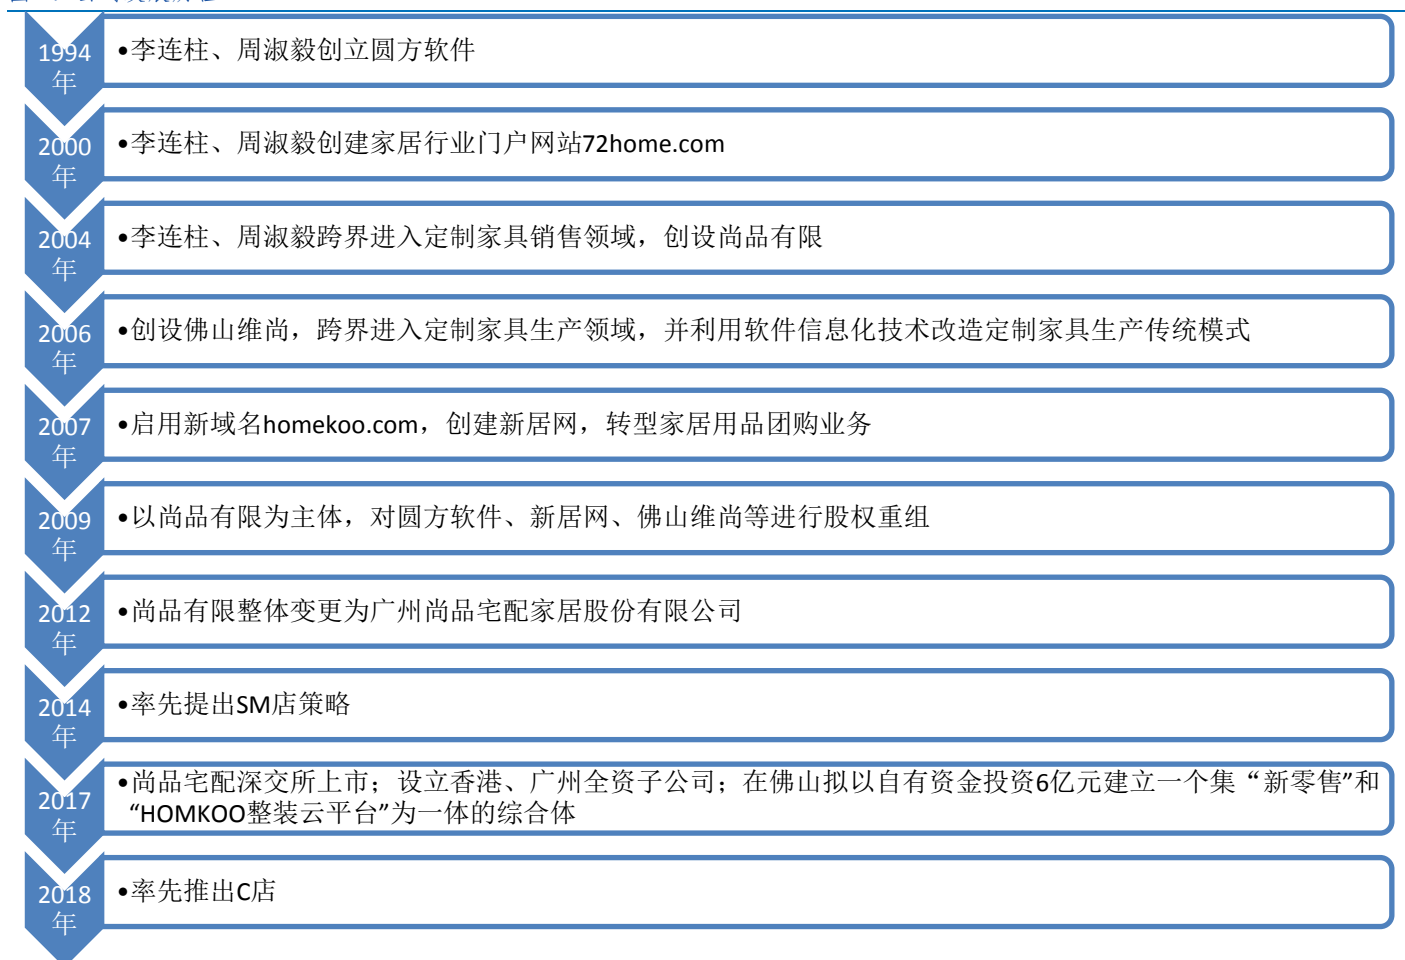 1994
年
•李连柱、周淑毅创立圆方软件
2000
年
•李连柱、周淑毅创建家居行业门户网站72home.com
2004
年
•李连柱、周淑毅跨界进入定制家具销售领域，创设尚品有限
2006
年
•创设佛山维尚，跨界进入定制家具生产领域，并利用软件信息化技术改造定制家具生产传统模式
2007
年
•启用新域名homekoo.com，创建新居网，转型家居用品团购业务
2009
年
•以尚品有限为主体，对圆方软件、新居网、佛山维尚等进行股权重组
2012
年
•尚品有限整体变更为广州尚品宅配家居股份有限公司
2014
年
•率先提出SM店策略
2017
年
•尚品宅配深交所上市；设立香港、广州全资子公司；在佛山拟以自有资金投资6亿元建立一个集“新零售”和
“HOMKOO整装云平台”为一体的综合体
2018
年
•率先推出C店